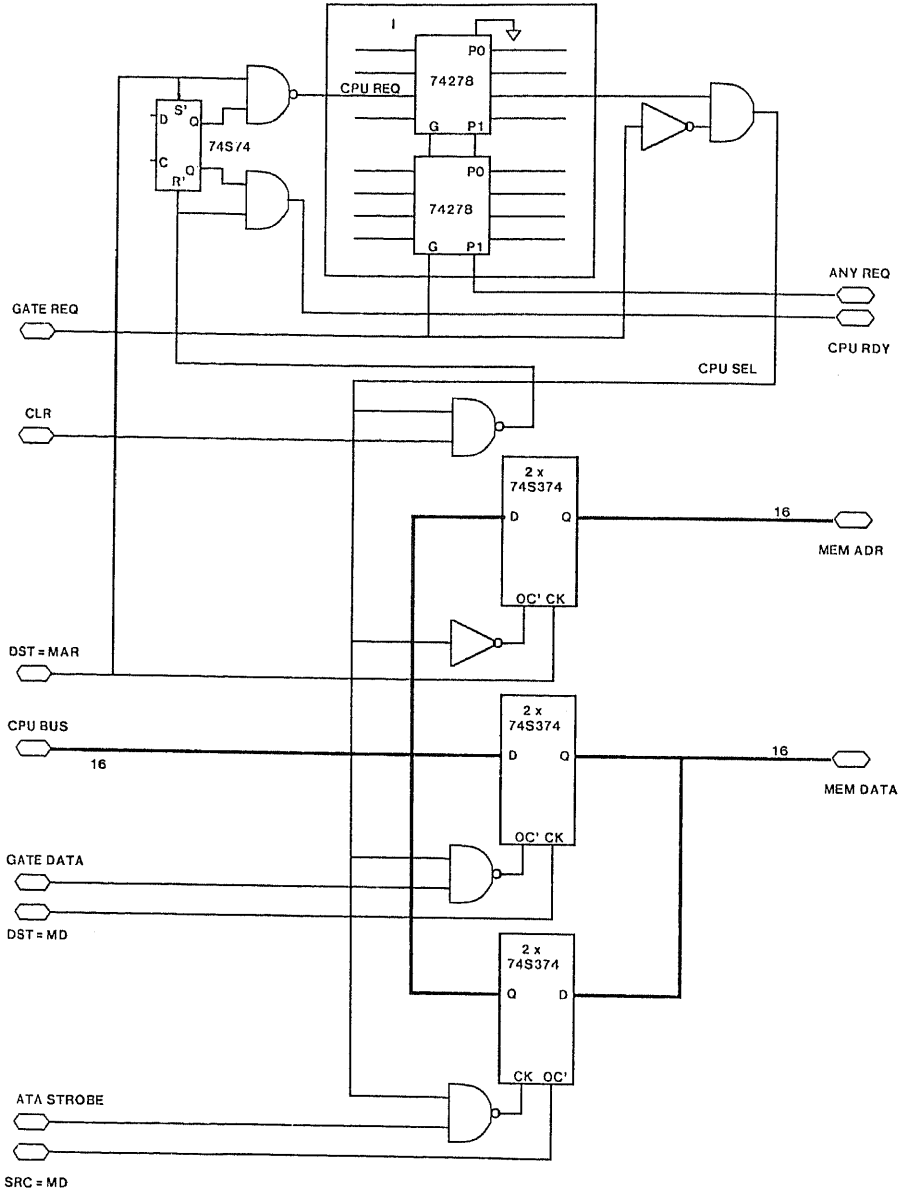 I
P0
74278
CPU REQ
G P1
S'
D Q
74S74
C Q
R'
P0
74278
G P1
ANY REQ
GATE REQ
CPU RDY
CPU SEL
CLR
2 x
74S374
D Q
16
MEM ADR
OC' CK
DST = MAR
2 x
74S374
CPU BUS
D Q
16
16
MEM DATA
OC' CK
GATE DATA
DST = MD
2 x
74S374
Q D
CK OC'
ATA STROBE
SRC = MD